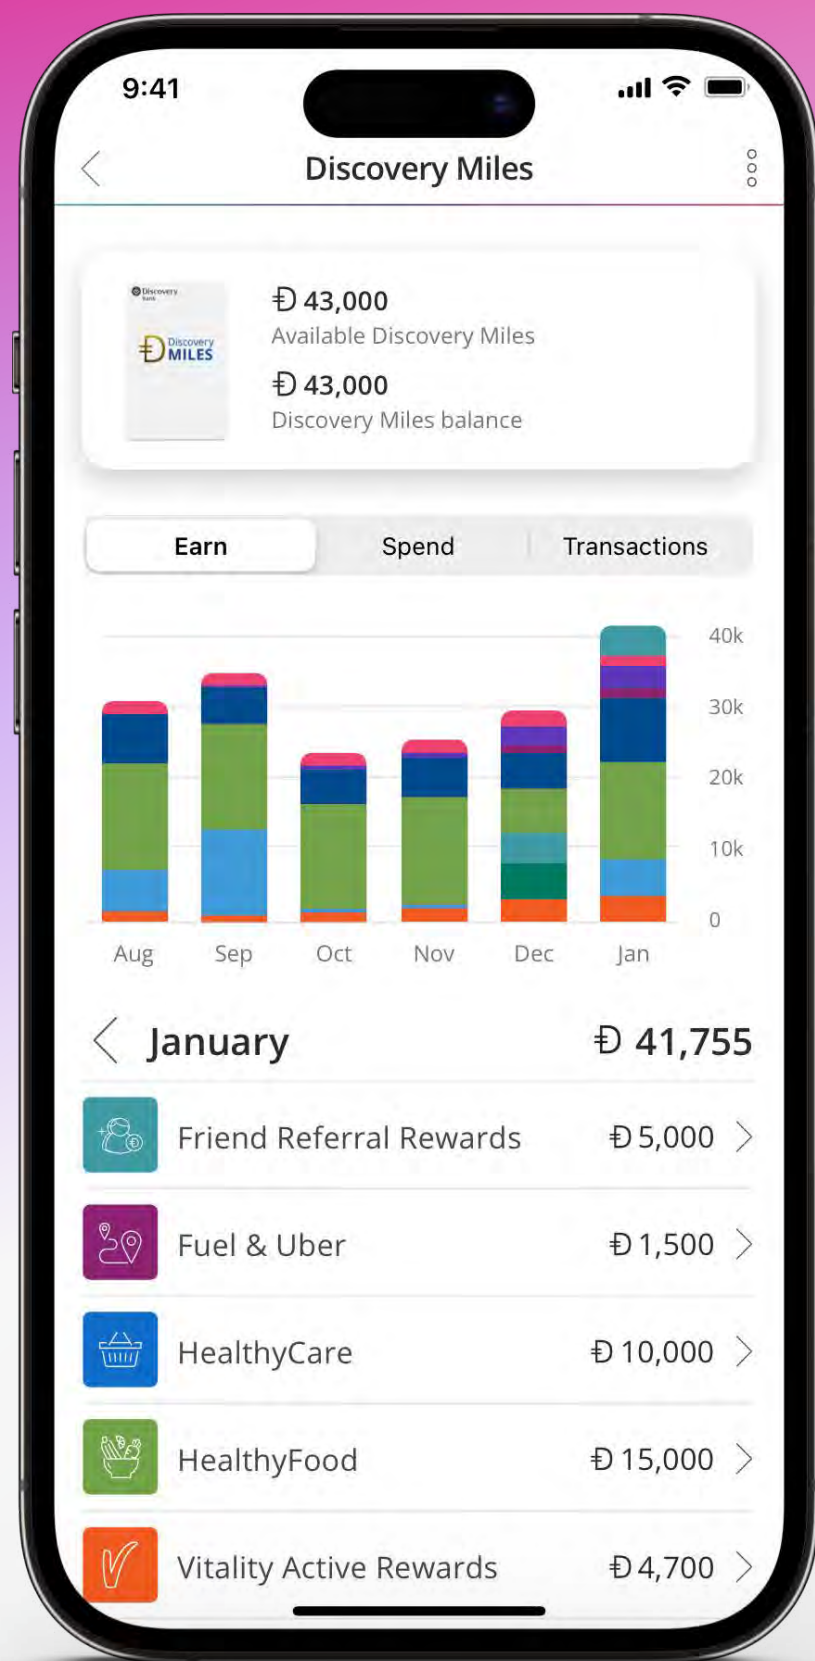 9:41
Discovery Miles
Discovery
Bank
Discovery
MILES
Đ 43,000
Available Discovery Miles
Đ 43,000
Discovery Miles balance
Earn Spend Transactions
40k
30k
20k
10k
0
Aug Sep Oct Nov Dec Jan
January Đ 41,755
Friend Referral Rewards Đ 5,000
Fuel & Uber Đ 1,500
HealthyCare Đ 10,000
HealthyFood Đ 15,000
Vitality Active Rewards Đ 4,700